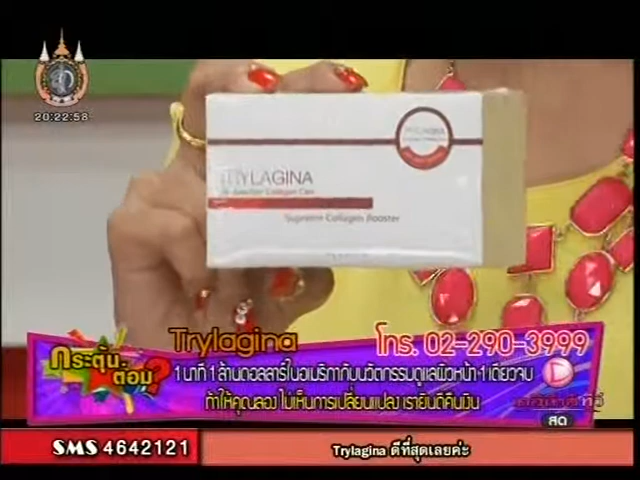 20:22:58
TRYLAGINA
TRYLAGINA
Supreme Collagen Booster
Trylagina
โทร. 02-290-3999
กระตุ้น
ต่อม?
1 นาที 1 ล้านดอลลาร์ในอเมริกากับนวัตกรรมดูแลผิวหน้า 1 เดียวจบ
ถ้าให้คุณลอง ไม่เห็นการเปลี่ยนแปลง เรายินดีคืนเงิน
สด
SMS 4642121
Trylagina ดีที่สุดเลยค่ะ